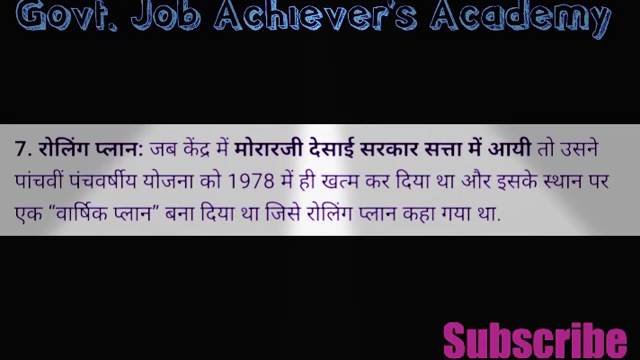 Govt. Job Achiever's Academy
7. रोलिंग प्लान: जब केंद्र में मोरारजी देसाई सरकार सत्ता में आयी तो उसने
पांचवीं पंचवर्षीय योजना को 1978 में ही खत्म कर दिया था और इसके स्थान पर
एक “वार्षिक प्लान” बना दिया था जिसे रोलिंग प्लान कहा गया था.
Subscribe